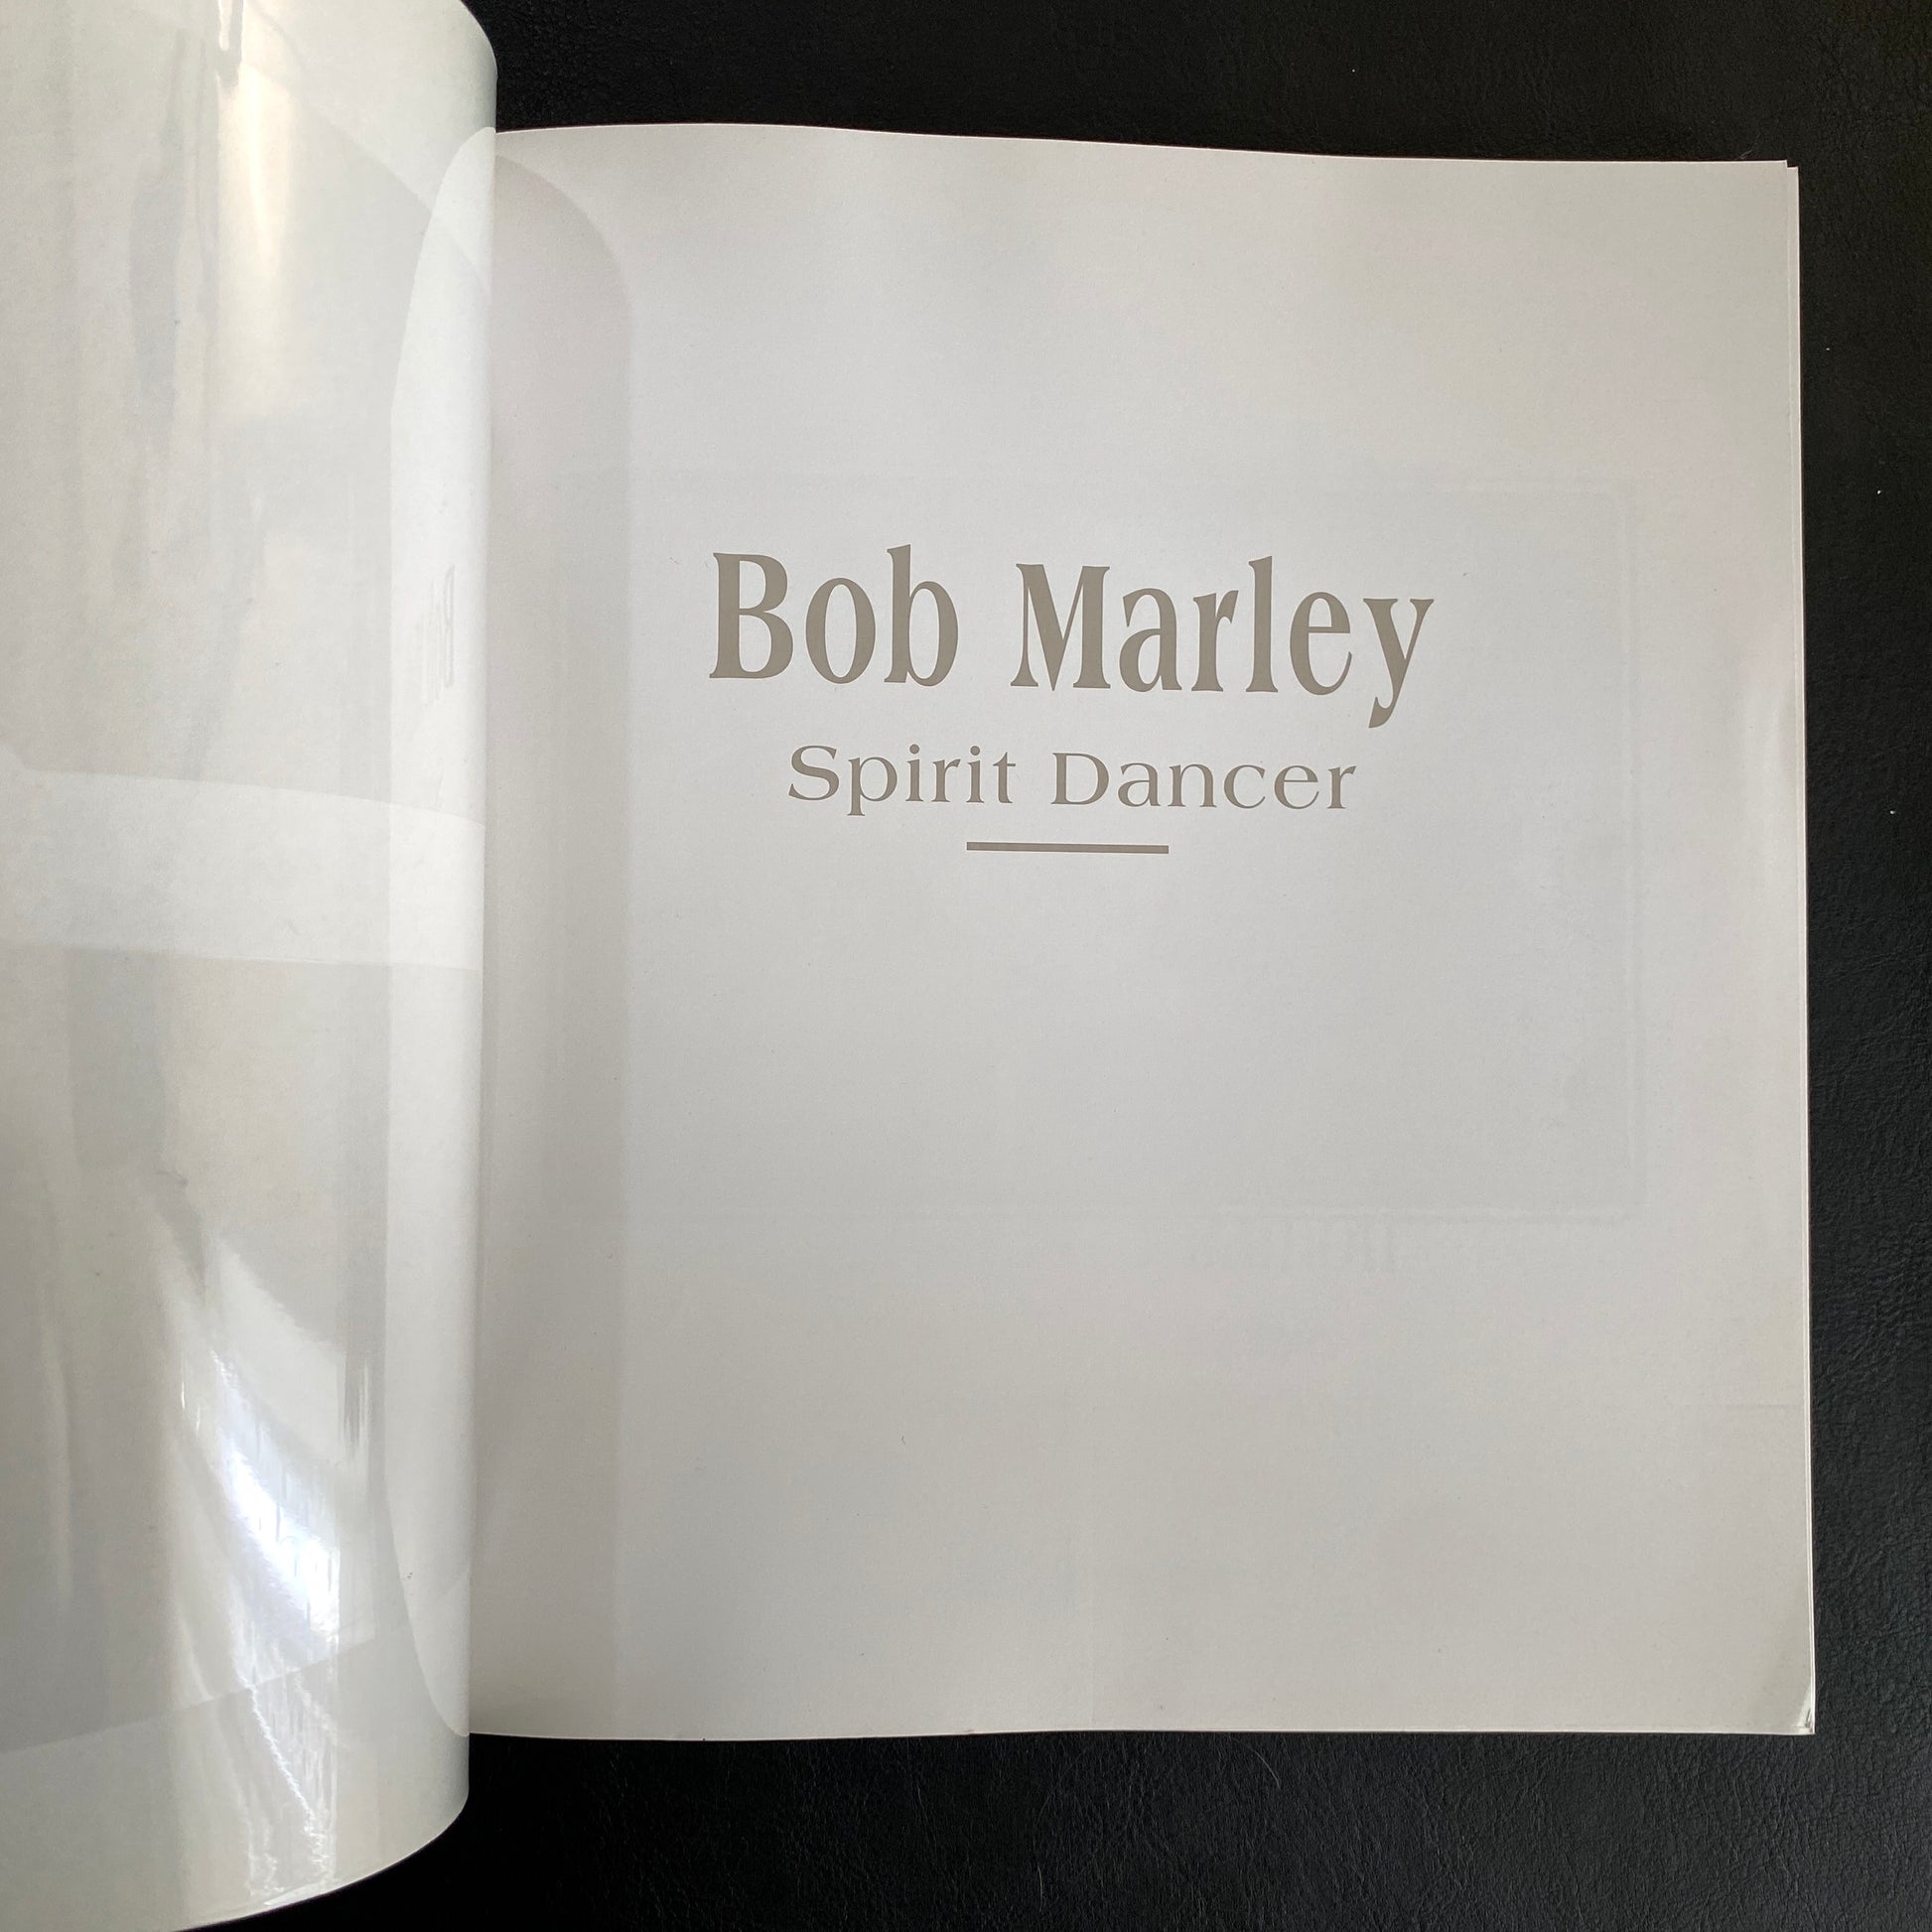 Bob Marley
Spirit Dancer